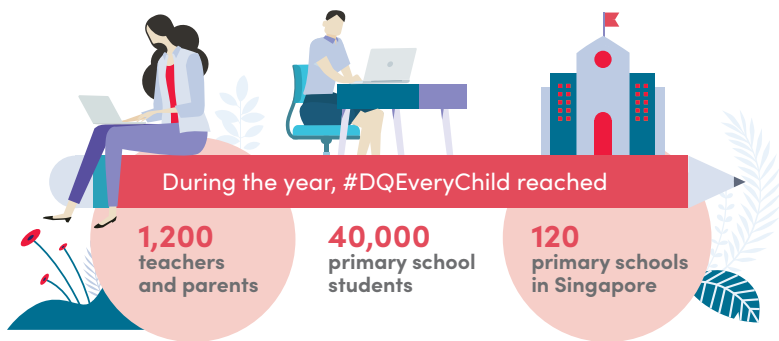 During the year, #DQEveryChild reached
1,200
teachers
and parents
40,000
primary school
students
120
primary schools
in Singapore